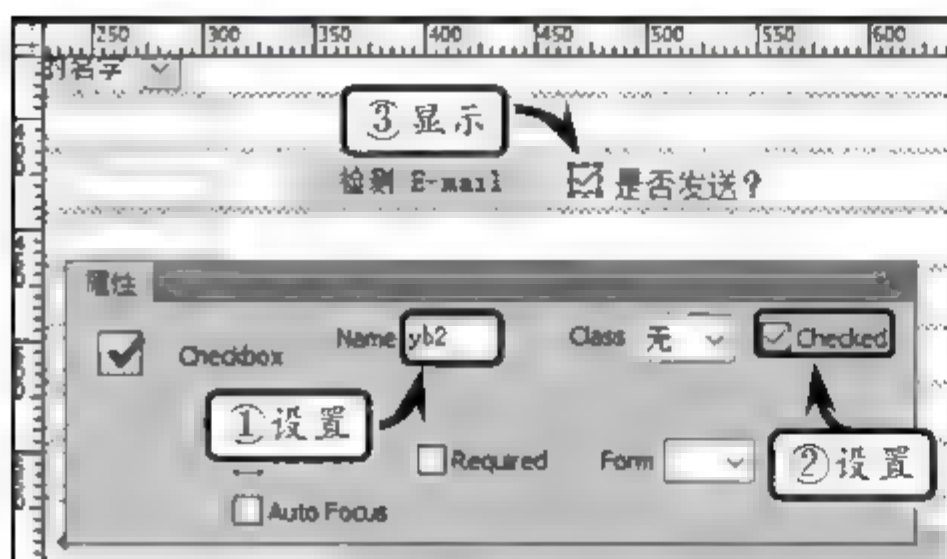 250 300 350 400 450 500 550 600
的名字
③显示
检测 E-mail 是否发送？
属性
Checkbox Name yb2 Class 无 Checked
①设置
Required Form
②设置
Auto Focus